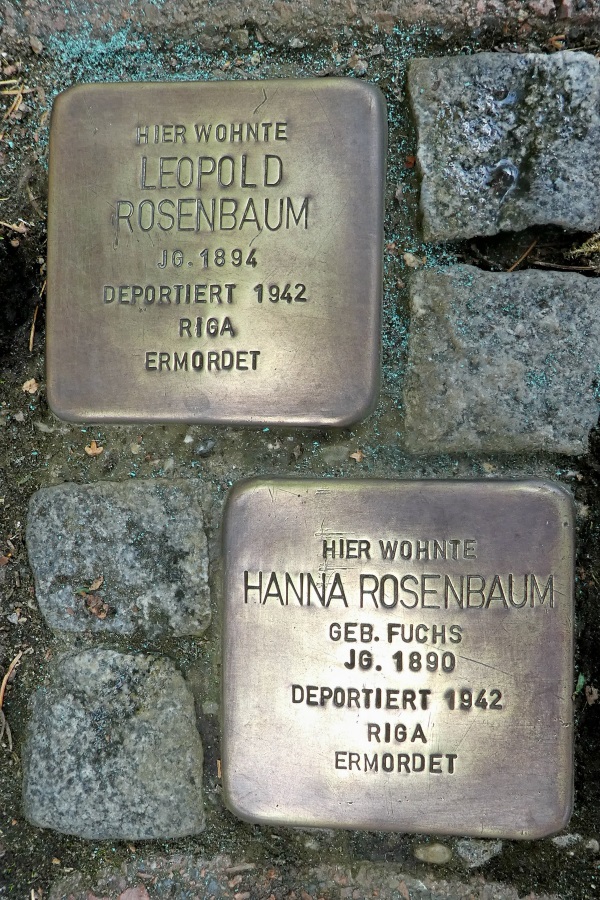 HIER WOHNTE
LEOPOLD
ROSENBAUM
JG. 1894
DEPORTIERT 1942
RIGA
ERMORDET
HIER WOHNTE
HANNA ROSENBAUM
GEB. FUCHS
JG. 1890
DEPORTIERT 1942
RIGA
ERMORDET